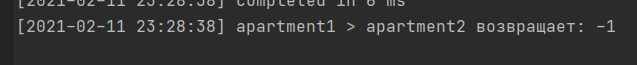 [2021-02-11 23:28:38] completed in 6 ms
[2021-02-11 23:28:38] apartment1 > apartment2 возвращает: -1